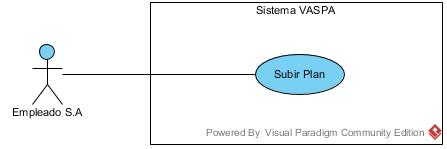 Sistema VASPA
Subir Plan
Empleado S.A
Powered By Visual Paradigm Community Edition